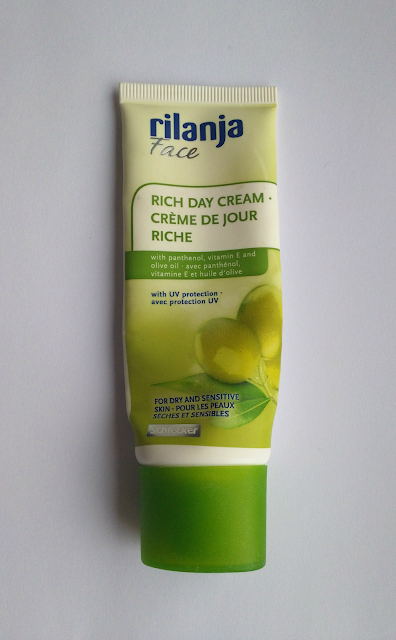 rilanja
Face
RICH DAY CREAM ·
CRÈME DE JOUR
RICHE
with panthenol, vitamin E and
olive oil · avec panthénol,
vitamine E et huile d'olive
with UV protection ·
avec protection UV
FOR DRY AND SENSITIVE
SKIN · POUR LES PEAUX
SÈCHES ET SENSIBLES